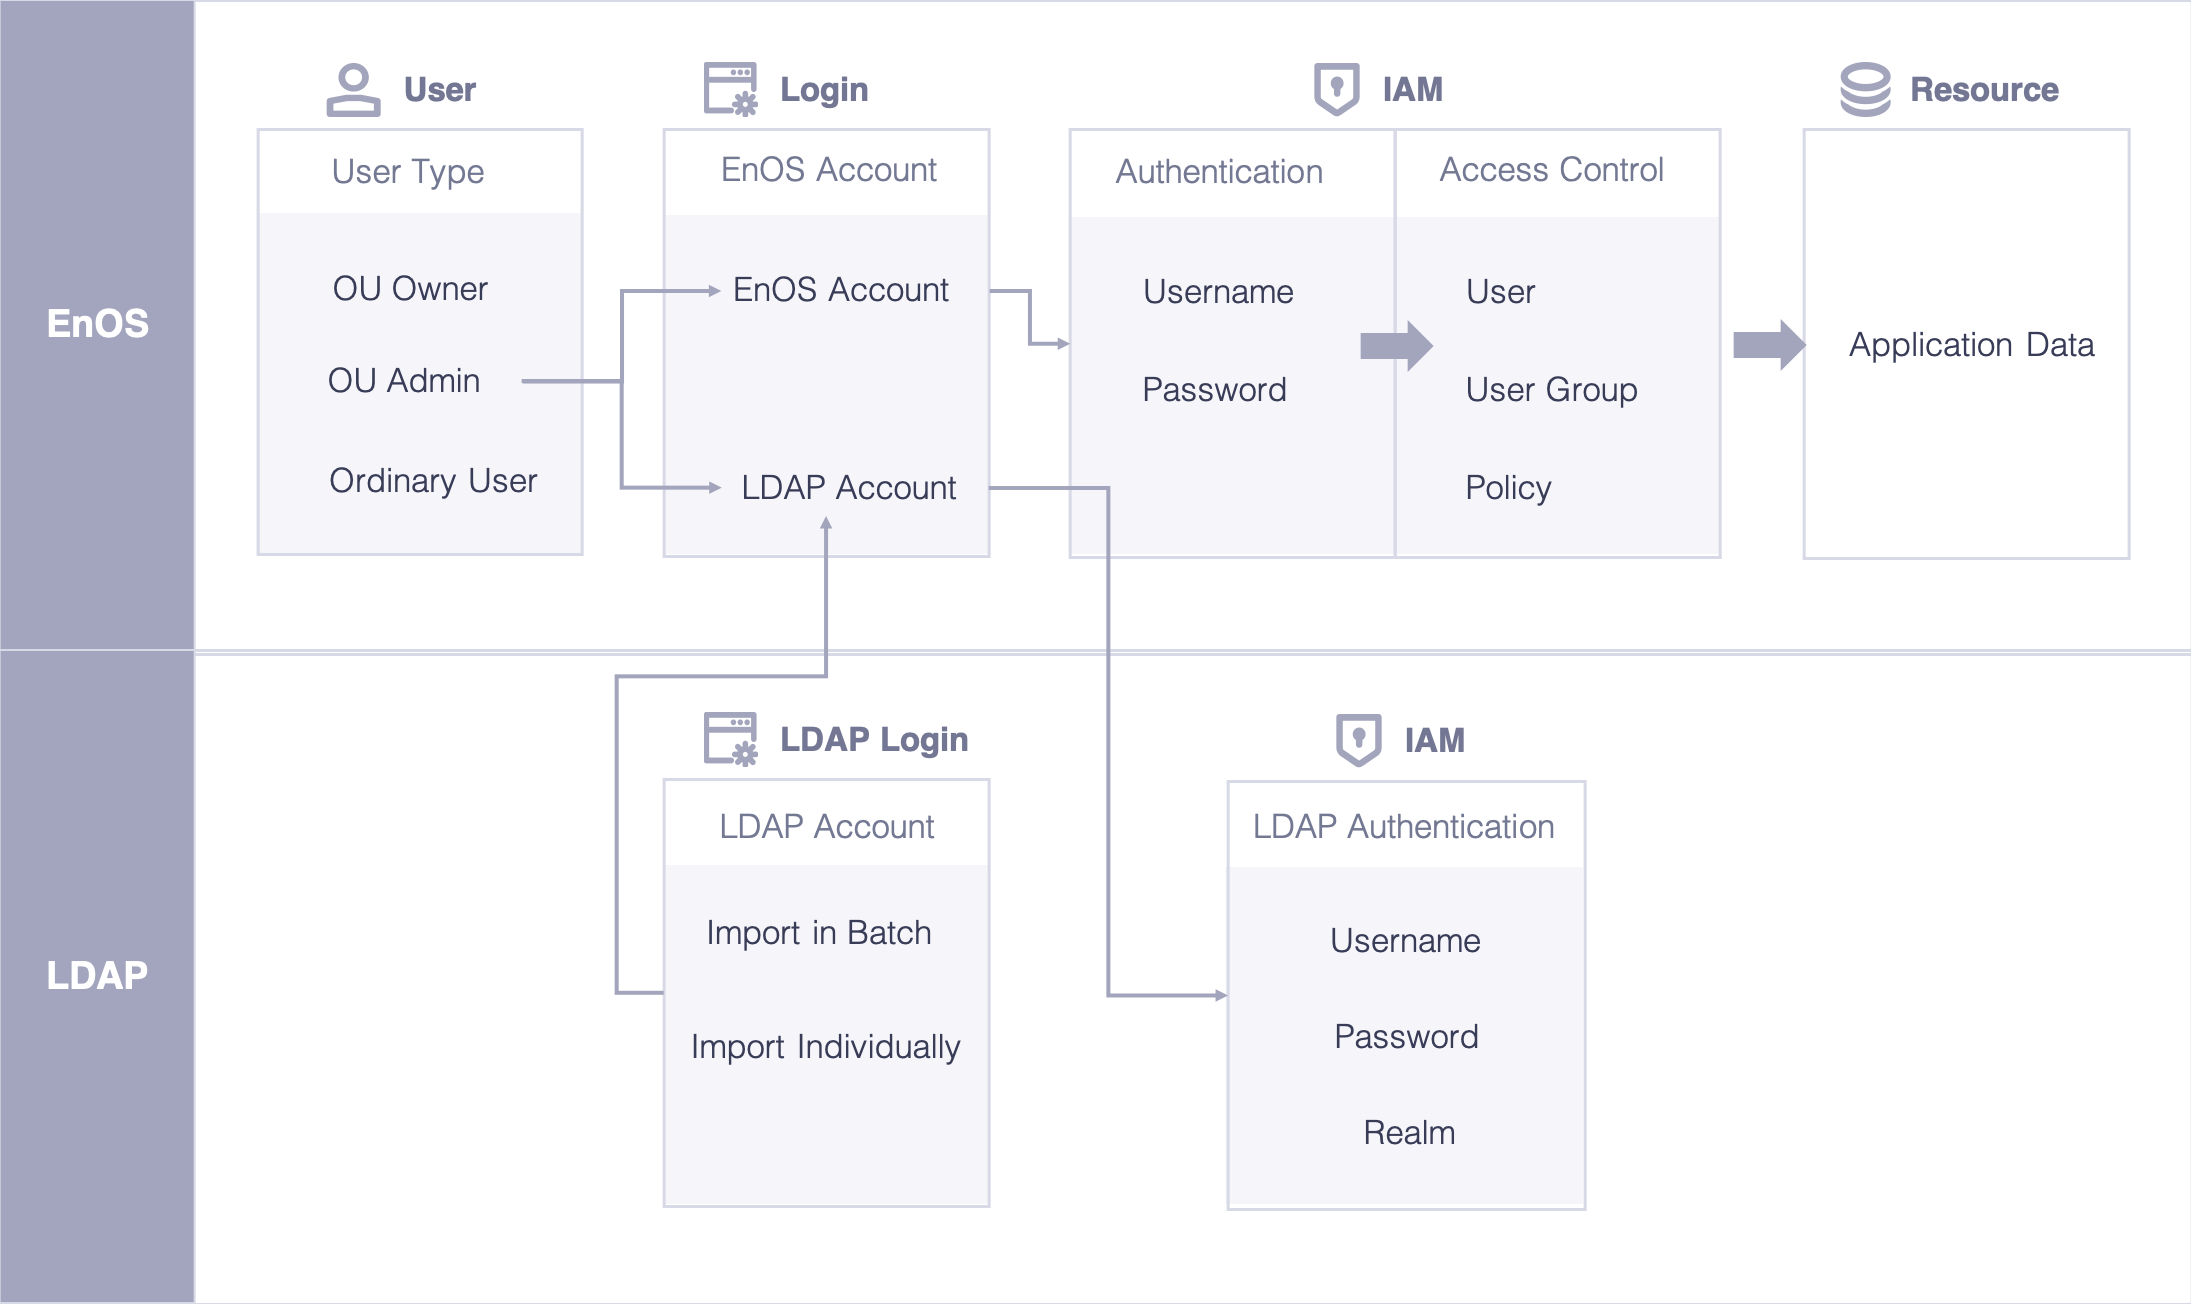 EnOS
User
User Type
OU Owner
OU Admin
Ordinary User
Login
EnOS Account
EnOS Account
LDAP Account
IAM
Authentication
Username
Password
Access Control
User
User Group
Policy
Resource
Application Data
LDAP
LDAP Login
LDAP Account
Import in Batch
Import Individually
IAM
LDAP Authentication
Username
Password
Realm